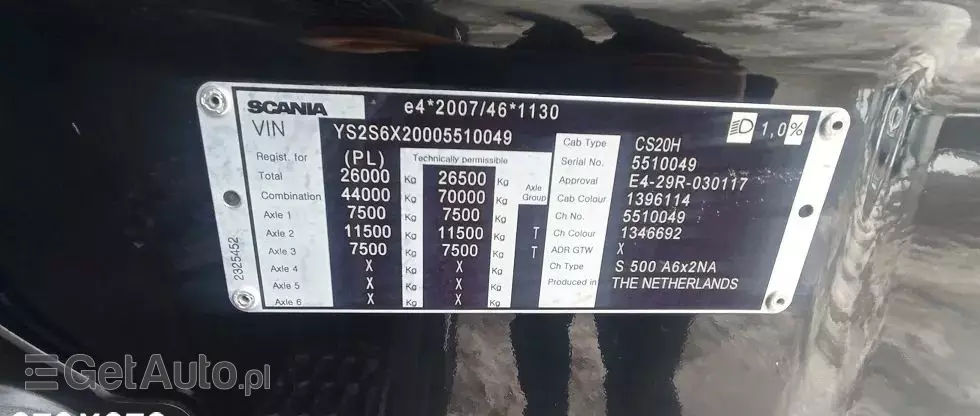 SCANIA e4*2007/46*1130
VIN YS2S6X20005510049 1,0%
Regist. for (PL) Technically permissible
Total 26000 Kg 26500 Kg Axle Group
Combination 44000 Kg 70000 Kg
Axle 1 7500 Kg 7500 Kg
Axle 2 11500 Kg 11500 Kg T
Axle 3 7500 Kg 7500 Kg T
Axle 4 X Kg X Kg
Axle 5 X Kg X Kg
Axle 6 X Kg X Kg
Cab Type CS20H
Serial No. 5510049
Approval E4-29R-030117
Cab Colour 1396114
Ch No. 5510049
Ch Colour 1346692
ADR GTW X
Ch Type S 500 A6x2NA
Produced in THE NETHERLANDS
2325452
GetAuto.pl